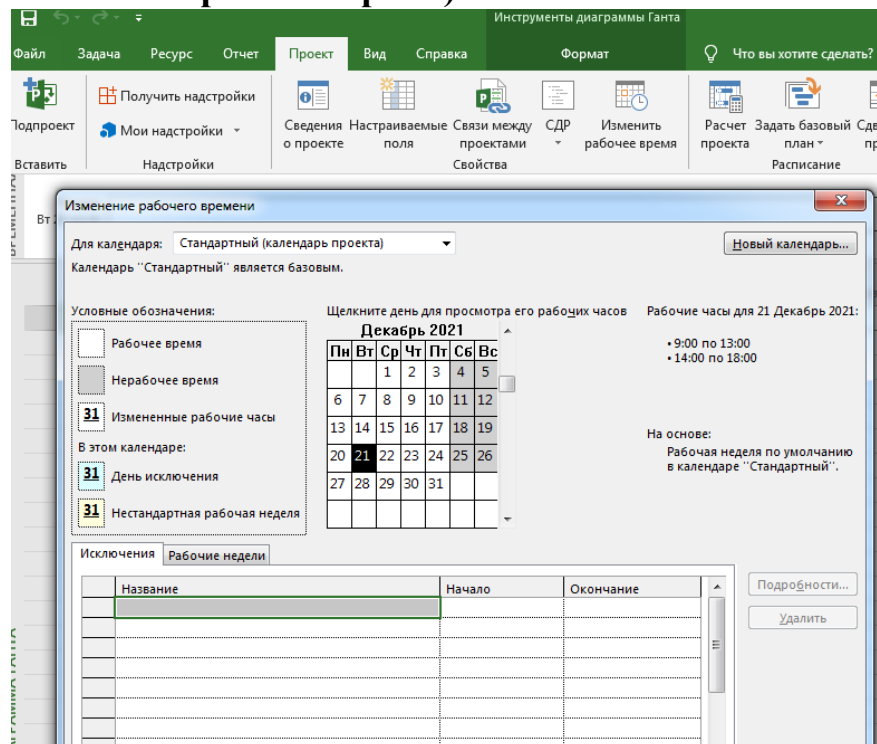 Инструменты диаграммы Ганта
Файл Задача Ресурс Отчет Проект Вид Справка Формат Что вы хотите сделать?
Подпроект
Получить надстройки
Мои надстройки
Сведения о проекте
Настраиваемые поля
Связи между проектами
СДР
Изменить рабочее время
Расчет проекта
Задать базовый план
Вставить Надстройки Свойства Расписание
Вт
Изменение рабочего времени
Для календаря: Стандартный (календарь проекта) Новый календарь...
Календарь "Стандартный" является базовым.
Условные обозначения:
Рабочее время
Нерабочее время
31 Измененные рабочие часы
В этом календаре:
31 День исключения
31 Нестандартная рабочая неделя
Щелкните день для просмотра его рабочих часов
Декабрь 2021
Пн Вт Ср Чт Пт Сб Вс
1 2 3 4 5
6 7 8 9 10 11 12
13 14 15 16 17 18 19
20 21 22 23 24 25 26
27 28 29 30 31
Рабочие часы для 21 Декабрь 2021:
• 9:00 по 13:00
• 14:00 по 18:00
На основе:
Рабочая неделя по умолчанию
в календаре "Стандартный".
Исключения Рабочие недели
Название Начало Окончание
Подробности...
Удалить